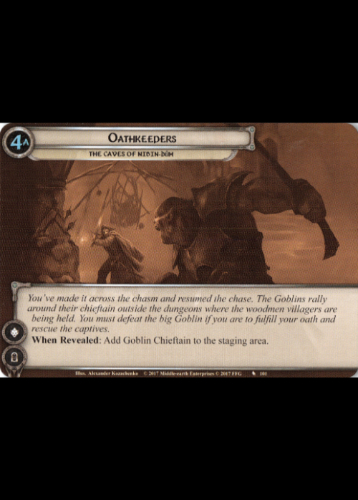 4A
OATHKEEPERS
THE CAVES OF NIBIN-DÛM
You've made it across the chasm and resumed the chase. The Goblins rally
around their chieftain outside the dungeons where the woodmen villagers are
being held. You must defeat the big Goblin if you are to fulfill your oath and
rescue the captives.
When Revealed: Add Goblin Chieftain to the staging area.
Illus. Alexander Kozachenko © 2017 Middle-earth Enterprises © 2017 FFG